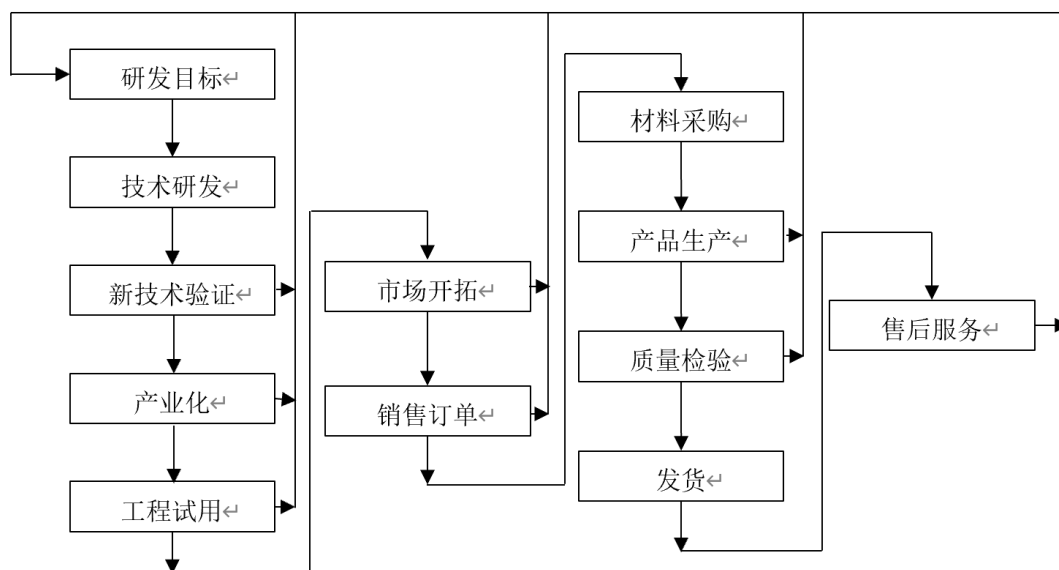 研发目标↵
技术研发↵
新技术验证↵
产业化↵
工程试用↵
市场开拓↵
销售订单↵
材料采购↵
产品生产↵
质量检验↵
发货↵
售后服务↵